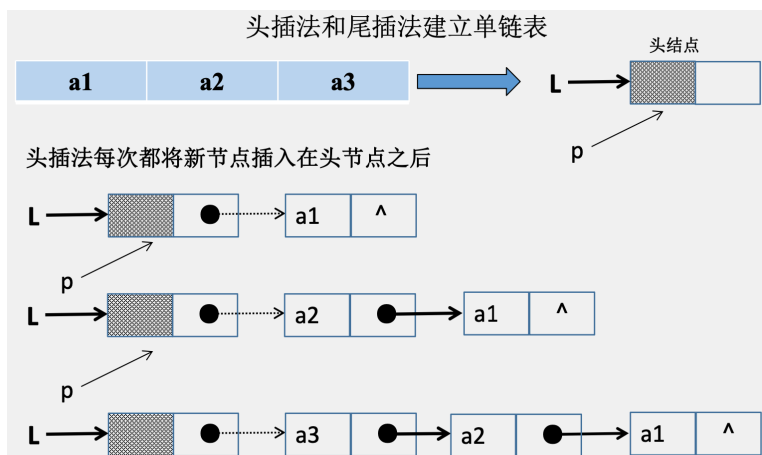 头插法和尾插法建立单链表
头结点
a1 a2 a3 L
p
头插法每次都将新节点插入在头节点之后
L a1 ^
p
L a2 a1 ^
p
L a3 a2 a1 ^